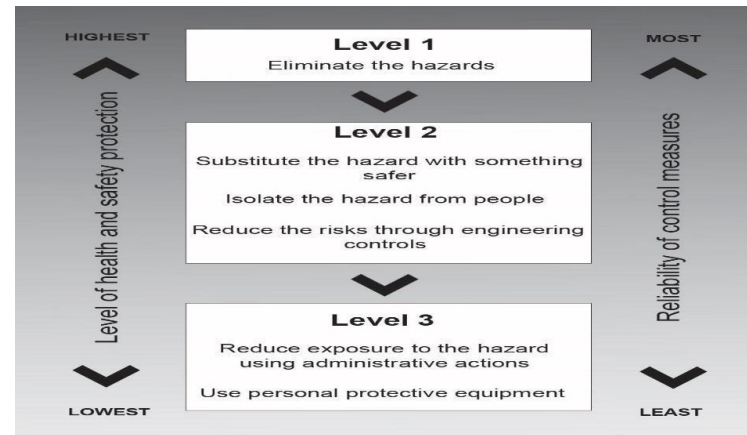 HIGHEST
MOST
Level 1
Eliminate the hazards
Level 2
Substitute the hazard with something
safer
Isolate the hazard from people
Reduce the risks through engineering
controls
Level of health and safety protection
Reliability of control measures
Level 3
Reduce exposure to the hazard
using administrative actions
Use personal protective equipment
LOWEST
LEAST